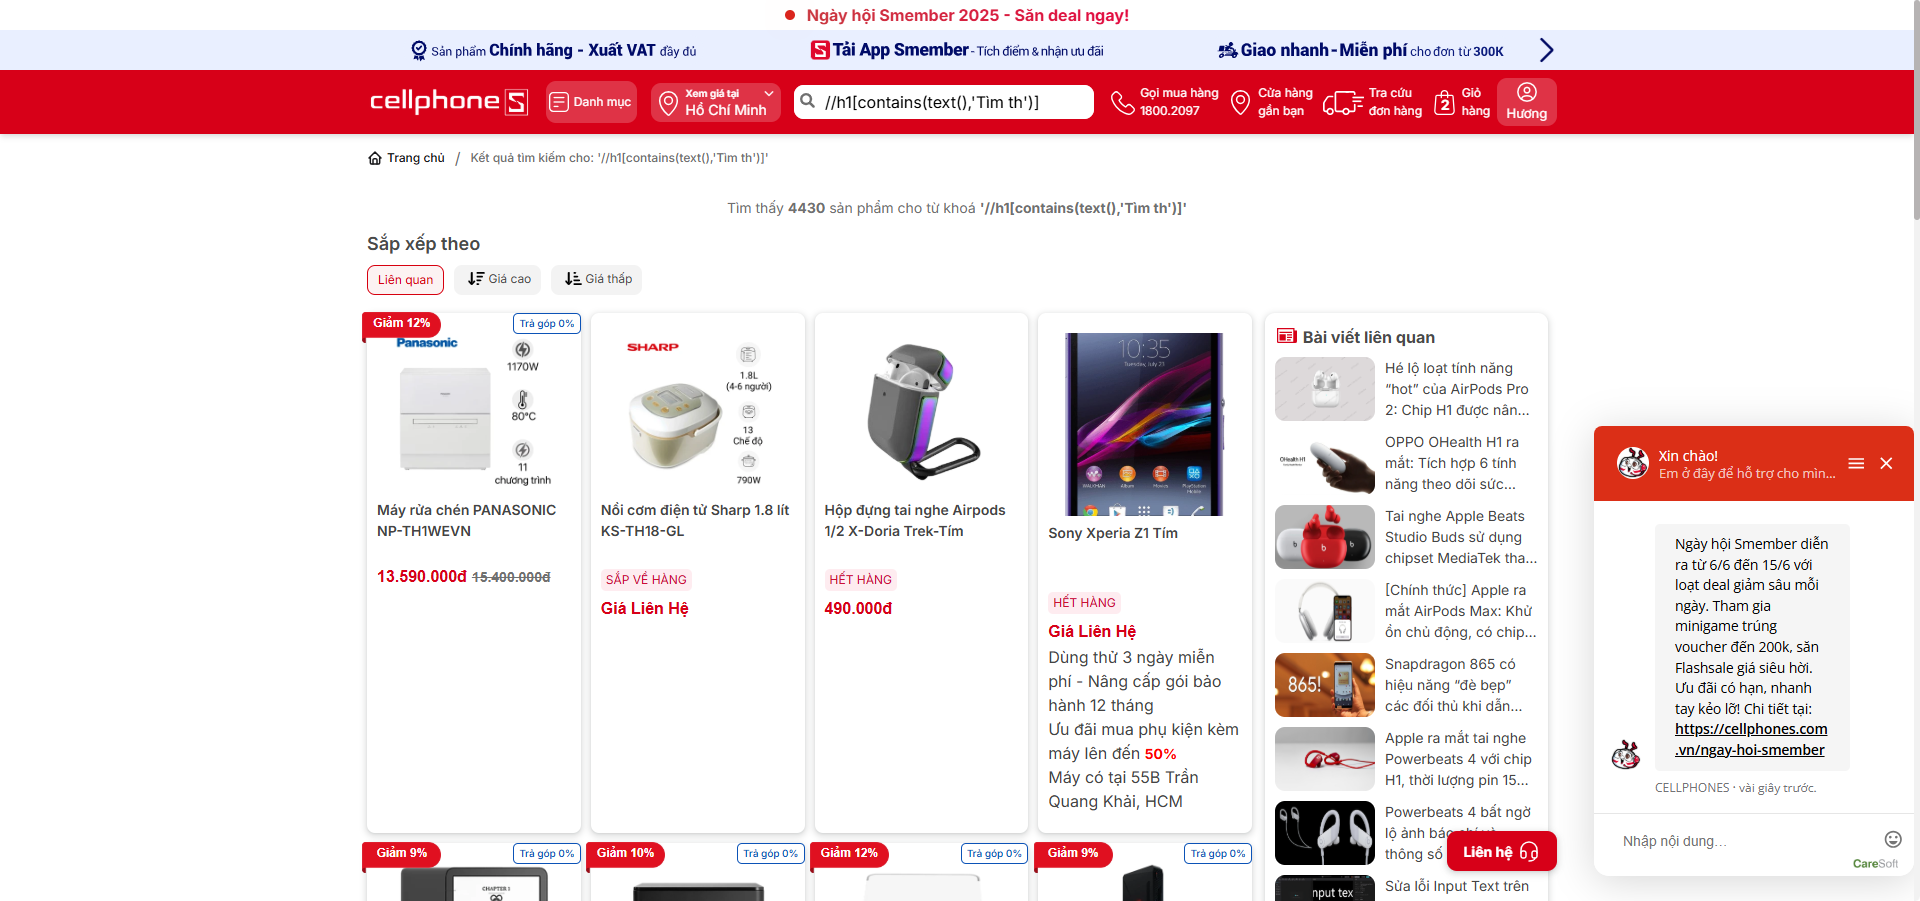 Ngày hội Smember 2025 - Săn deal ngay!
Sản phẩm Chính hãng - Xuất VAT đầy đủ
Tải App Smember - Tích điểm & nhận ưu đãi
Giao nhanh - Miễn phí cho đơn từ 300K
cellphoneS
Danh mục
Xem giá tại
Hồ Chí Minh
//h1[contains(text(),'Tìm th')]
Gọi mua hàng
1800.2097
Cửa hàng
gần bạn
Tra cứu
đơn hàng
2
Giỏ
hàng
Hương
Trang chủ / Kết quả tìm kiếm cho: '//h1[contains(text(),'Tìm th')]'
Tìm thấy 4430 sản phẩm cho từ khoá '//h1[contains(text(),'Tìm th')]'
Sắp xếp theo
Liên quan
Giá cao
Giá thấp
Giảm 12%
Trả góp 0%
Panasonic
1170W
80°C
11
chương trình
Máy rửa chén PANASONIC
NP-TH1WEVN
13.590.000đ 15.400.000đ
SHARP
1.8L
(4-6 người)
13
Chế độ
790W
Nồi cơm điện tử Sharp 1.8 lít
KS-TH18-GL
SẮP VỀ HÀNG
Giá Liên Hệ
Hộp đựng tai nghe Airpods
1/2 X-Doria Trek-Tím
HẾT HÀNG
490.000đ
10:35
Tuesday, July 23
WALKMAN
Album
Movies
PlayStation
Sony Xperia Z1 Tím
HẾT HÀNG
Giá Liên Hệ
Dùng thử 3 ngày miễn
phí - Nâng cấp gói bảo
hành 12 tháng
Ưu đãi mua phụ kiện kèm
máy lên đến 50%
Máy có tại 55B Trần
Quang Khải, HCM
Bài viết liên quan
Hé lộ loạt tính năng
“hot” của AirPods Pro
2: Chip H1 được nân...
OHealth H1
OPPO OHealth H1 ra
mắt: Tích hợp 6 tính
năng theo dõi sức...
Tai nghe Apple Beats
Studio Buds sử dụng
chipset MediaTek tha...
[Chính thức] Apple ra
mắt AirPods Max: Khử
ồn chủ động, có chip...
865!
Snapdragon 865 có
hiệu năng “đè bẹp”
các đối thủ khi dẫn...
Apple ra mắt tai nghe
Powerbeats 4 với chip
H1, thời lượng pin 15...
Powerbeats 4 bất ngờ
lộ ảnh báo chí và
thông số
Input tex
Sửa lỗi Input Text trên
Giảm 9%
Trả góp 0%
CHAPTER 1
Giảm 10%
Trả góp 0%
Giảm 12%
Trả góp 0%
Giảm 9%
Trả góp 0%
Liên hệ
Xin chào!
Em ở đây để hỗ trợ cho mìn...
Ngày hội Smember diễn
ra từ 6/6 đến 15/6 với
loạt deal giảm sâu mỗi
ngày. Tham gia
minigame trúng
voucher đến 200k, săn
Flashsale giá siêu hời.
Ưu đãi có hạn, nhanh
tay kẻo lỡ! Chi tiết tại:
https://cellphones.com
.vn/ngay-hoi-smember
CELLPHONES · vài giây trước.
Nhập nội dung...
CareSoft